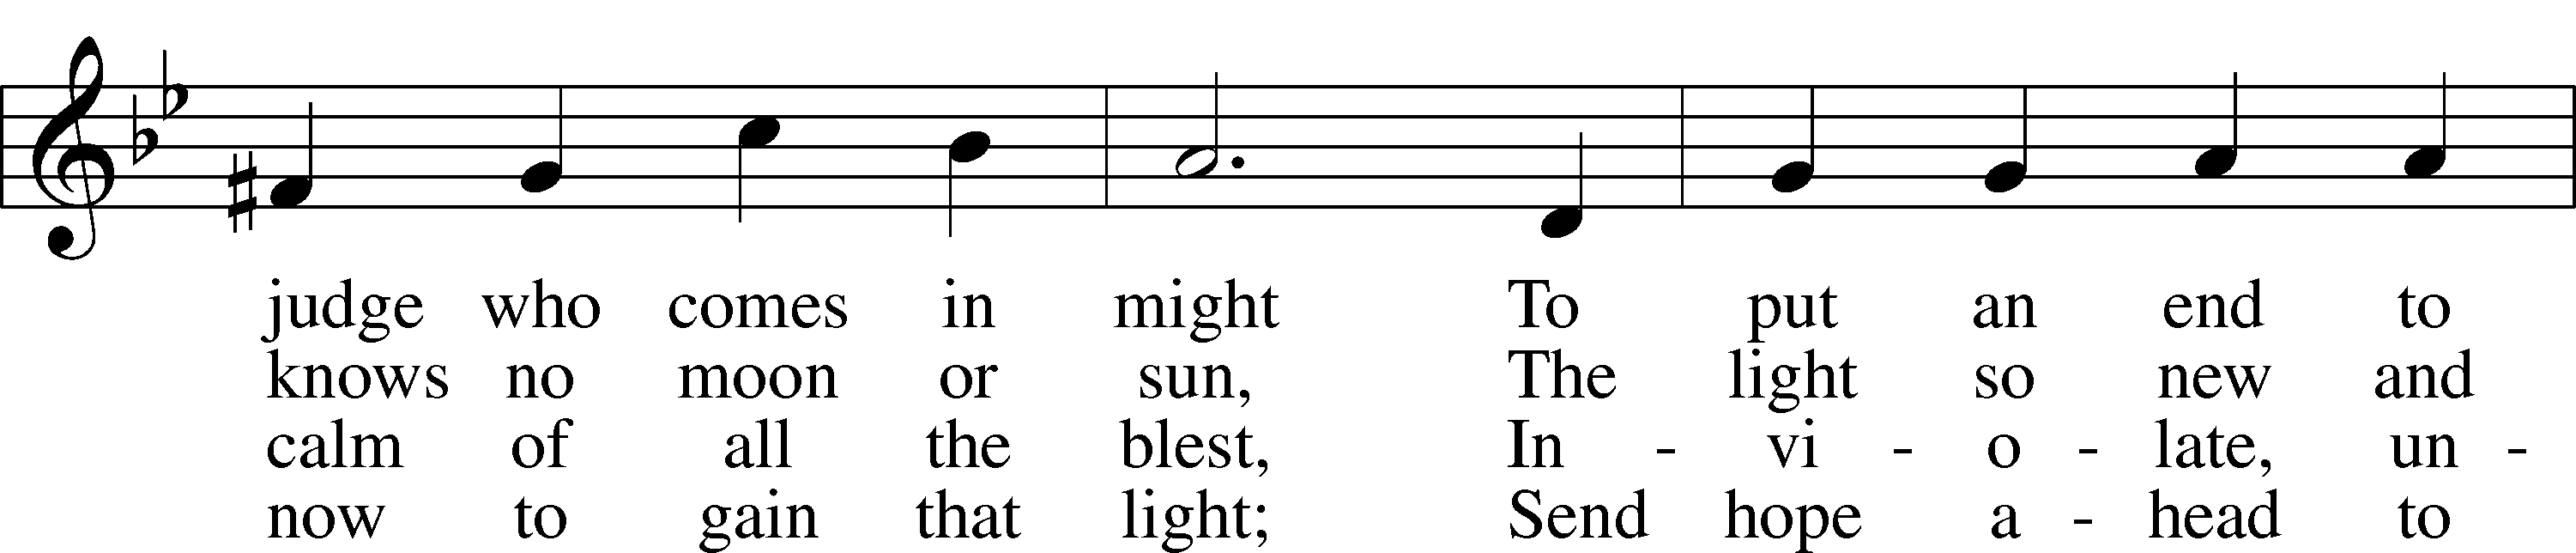 judge who comes in might To put an end to
knows no moon or sun, The light so new and
calm of all the blest, In - vi - o - late, un -
now to gain that light; Send hope a - head to